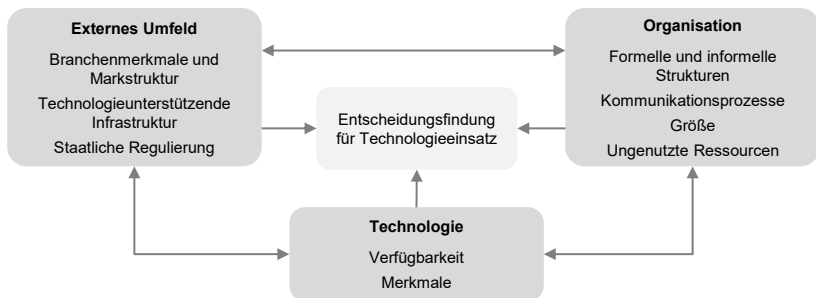 Externes Umfeld
Branchenmerkmale und
Markstruktur
Technologieunterstützende
Infrastruktur
Staatliche Regulierung
Entscheidungsfindung
für Technologieeinsatz
Organisation
Formelle und informelle
Strukturen
Kommunikationsprozesse
Größe
Ungenutzte Ressourcen
Technologie
Verfügbarkeit
Merkmale